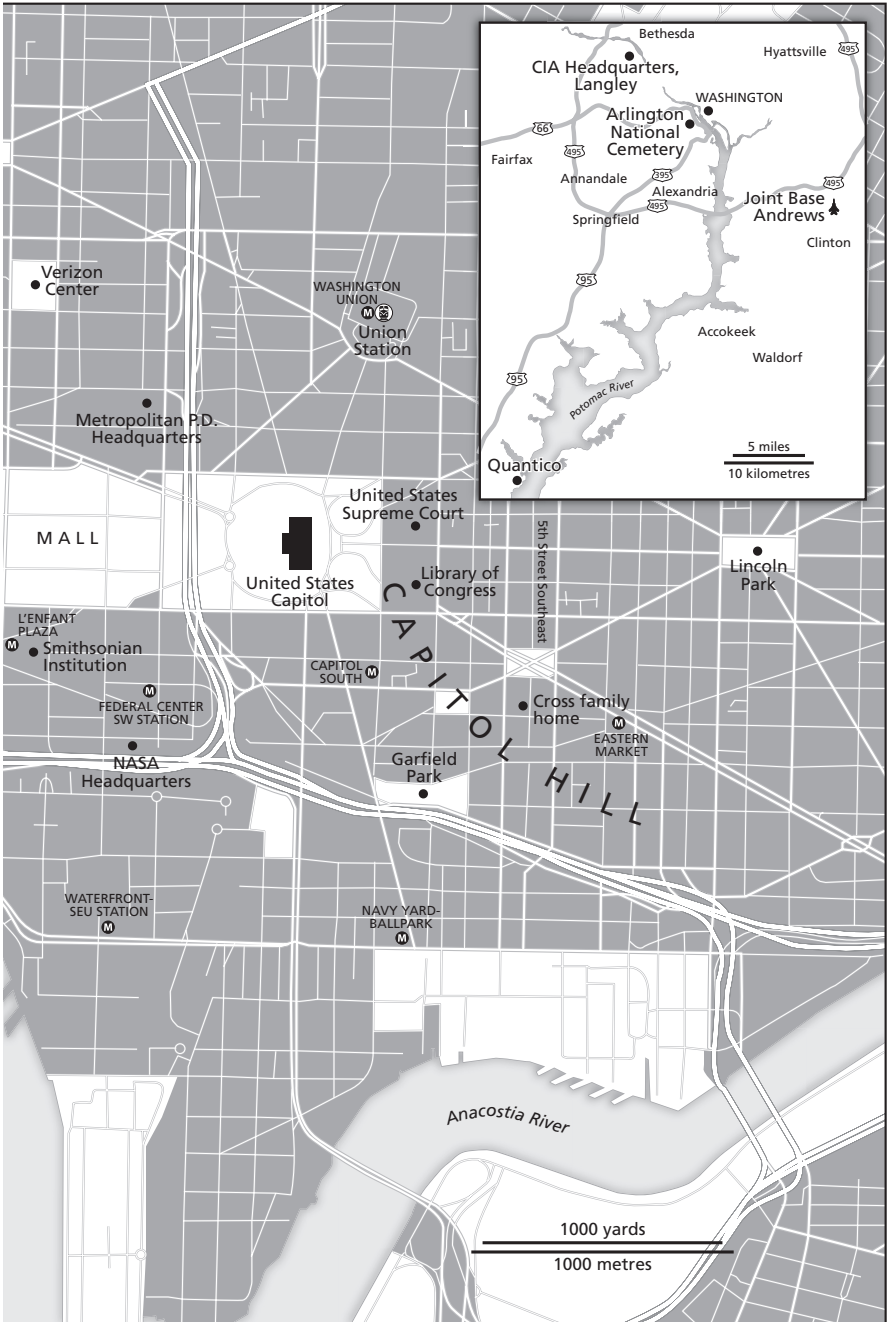 Bethesda
Hyattsville
495
CIA Headquarters,
Langley
WASHINGTON
Arlington
National
Cemetery
66
495
Fairfax
Annandale
395
Alexandria
495
495
Springfield
Joint Base
Andrews
Clinton
95
Accokeek
Waldorf
95
Potomac River
5 miles
10 kilometres
Quantico
Verizon
Center
WASHINGTON
UNION
M
Union
Station
Metropolitan P.D.
Headquarters
MALL
United States
Supreme Court
United States
Capitol
Library of
Congress
5th Street Southeast
Lincoln
Park
CAPITOL HILL
L'ENFANT
PLAZA
M
Smithsonian
Institution
CAPITOL
SOUTH
M
M
FEDERAL CENTER
SW STATION
Cross family
home
M
EASTERN
MARKET
NASA
Headquarters
Garfield
Park
WATERFRONT-
SEU STATION
M
NAVY YARD-
BALLPARK
M
Anacostia River
1000 yards
1000 metres